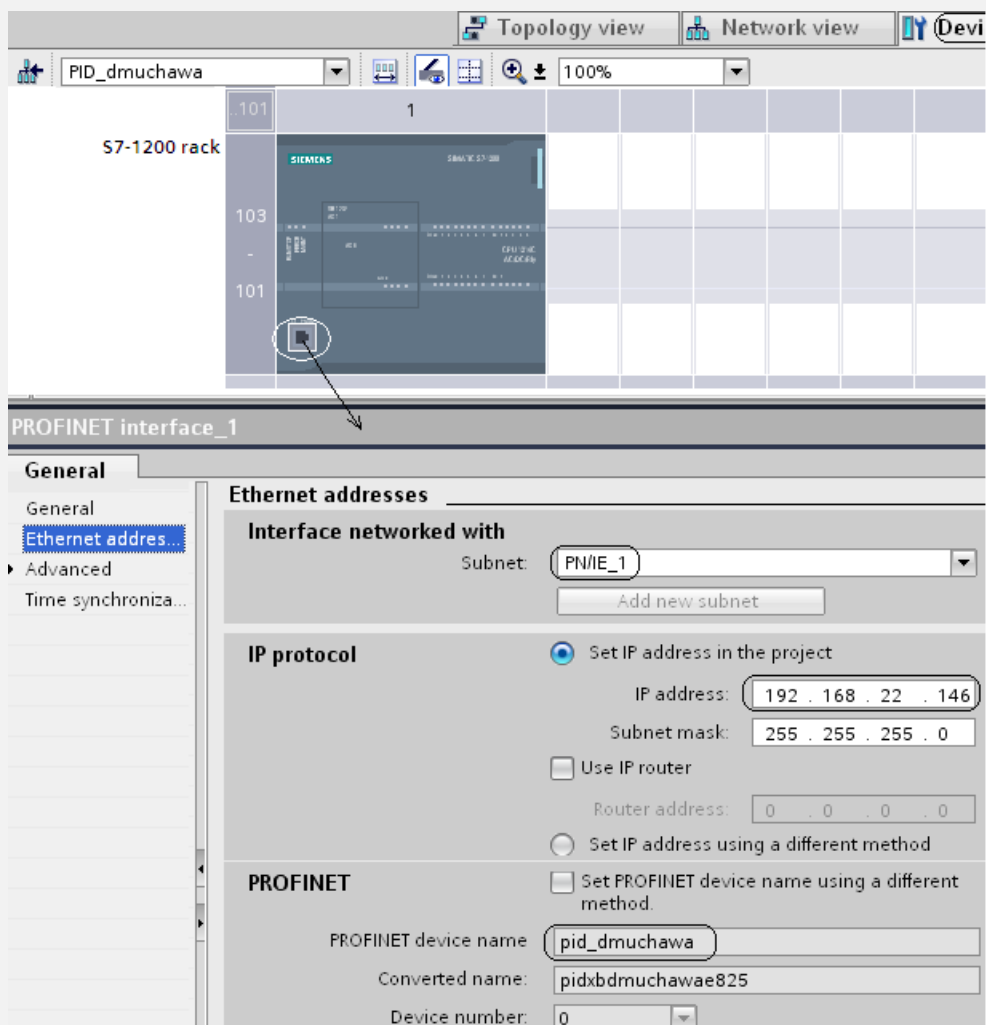 Topology view Network view Devi
PID_dmuchawa 100%
..101 1
S7-1200 rack
SIEMENS SIMATIC S7-1200
103
-
101
PROFINET interface_1
General
General
Ethernet addres...
Advanced
Time synchroniza...
Ethernet addresses
Interface networked with
Subnet: PN/IE_1
Add new subnet
IP protocol
Set IP address in the project
IP address: 192 . 168 . 22 . 146
Subnet mask: 255 . 255 . 255 . 0
Use IP router
Router address: 0 . 0 . 0 . 0
Set IP address using a different method
PROFINET
Set PROFINET device name using a different
method.
PROFINET device name pid_dmuchawa
Converted name: pidxbdmuchawae825
Device number: 0